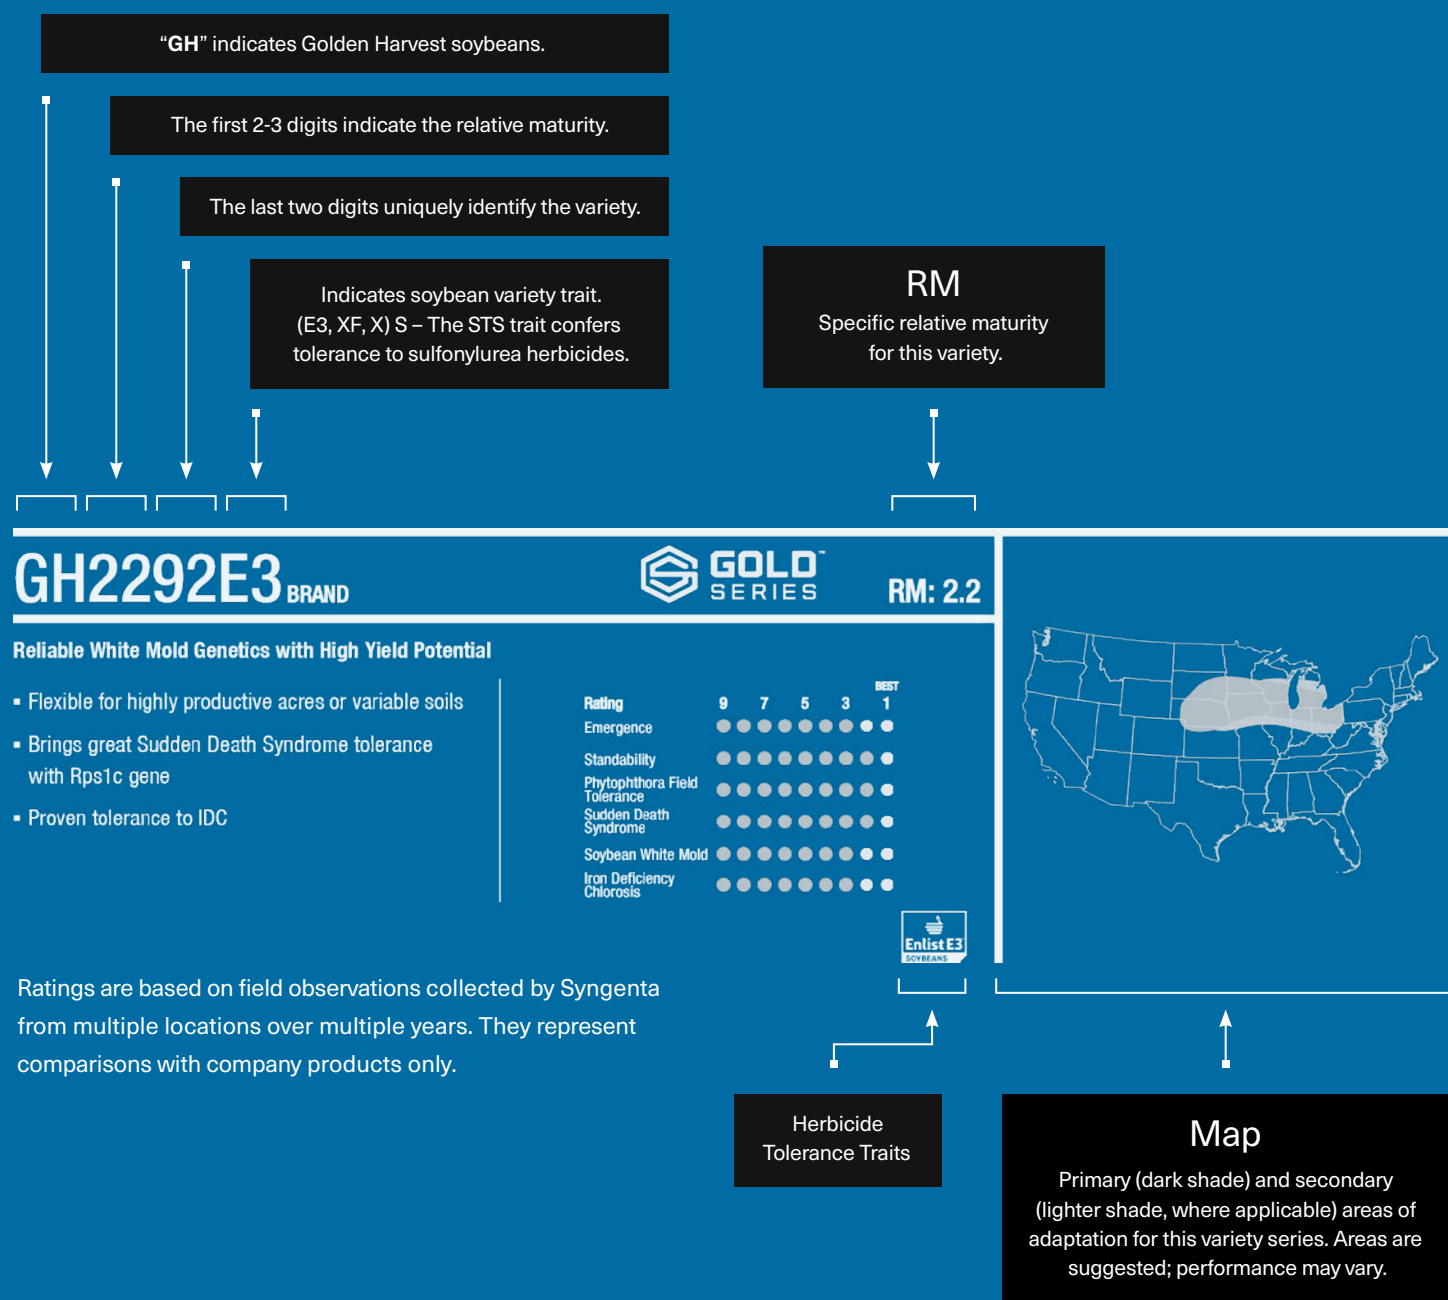 “GH” indicates Golden Harvest soybeans.
The first 2-3 digits indicate the relative maturity.
The last two digits uniquely identify the variety.
Indicates soybean variety trait.
(E3, XF, X) S – The STS trait confers
tolerance to sulfonylurea herbicides.
RM
Specific relative maturity
for this variety.
GH2292E3 BRAND
GOLD™
SERIES
RM: 2.2
Reliable White Mold Genetics with High Yield Potential
▪ Flexible for highly productive acres or variable soils
▪ Brings great Sudden Death Syndrome tolerance
with Rps1c gene
▪ Proven tolerance to IDC
BEST
Rating 9 7 5 3 1
Emergence
Standability
Phytophthora Field
Tolerance
Sudden Death
Syndrome
Soybean White Mold
Iron Deficiency
Chlorosis
Enlist E3
SOYBEANS
Ratings are based on field observations collected by Syngenta
from multiple locations over multiple years. They represent
comparisons with company products only.
Herbicide
Tolerance Traits
Map
Primary (dark shade) and secondary
(lighter shade, where applicable) areas of
adaptation for this variety series. Areas are
suggested; performance may vary.